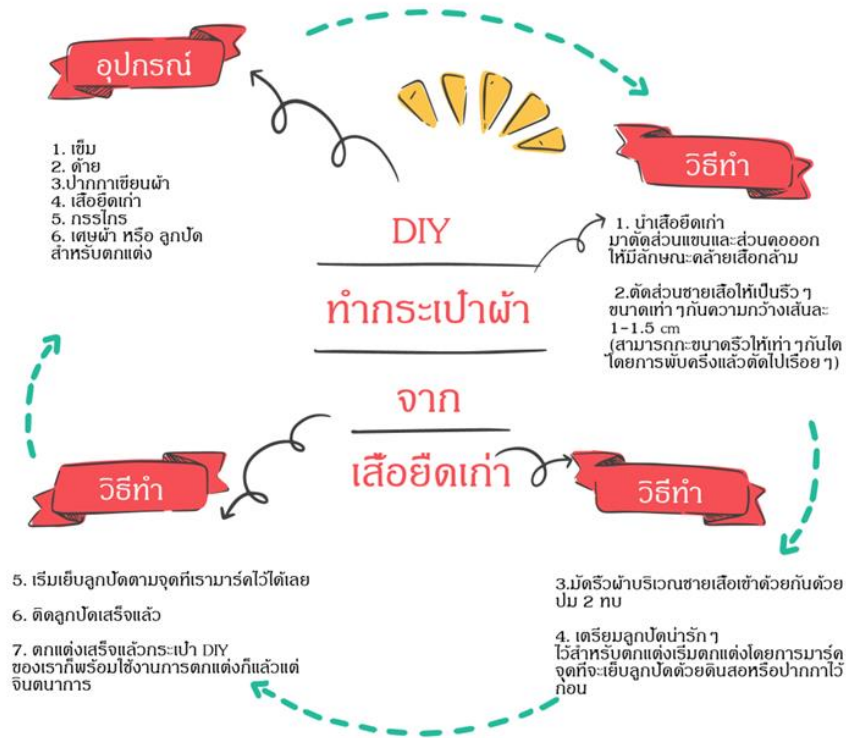 อุปกรณ์
1. เข็ม
2. ด้าย
3.ปากกาเขียนผ้า
4. เสื้อยืดเก่า
5. กรรไกร
6. เศษผ้า หรือ ลูกปัด
สำหรับตกแต่ง
DIY
ทำกระเป๋าผ้า
จาก
เสื้อยืดเก่า
วิธีทำ
1. นำเสื้อยืดเก่า
มาตัดส่วนแขนและส่วนคอออก
ให้มีลักษณะคล้ายเสื้อกล้าม
2.ตัดส่วนชายเสื้อให้เป็นริ้ว ๆ
ขนาดเท่า ๆกันความกว้างเส้นละ
1-1.5 cm
(สามารถกะขนาดริ้วให้เท่า ๆกันได้
โดยการพับครึ่งแล้วตัดไปเรื่อย ๆ)
วิธีทำ
3.มัดริ้วผ้าบริเวณชายเสื้อเข้าด้วยกันด้วย
ปม 2 ทบ
4. เตรียมลูกปัดน่ารัก ๆ
ไว้สำหรับตกแต่งเริ่มตกแต่งโดยการมาร์ค
จุดที่จะเย็บลูกปัดด้วยดินสอหรือปากกาไว้
ก่อน
วิธีทำ
5. เริ่มเย็บลูกปัดตามจุดที่เรามาร์คไว้ได้เลย
6. ติดลูกปัดเสร็จแล้ว
7. ตกแต่งเสร็จแล้วกระเป๋า DIY
ของเราก็พร้อมใช้งานการตกแต่งก็แล้วแต่
จินตนาการ